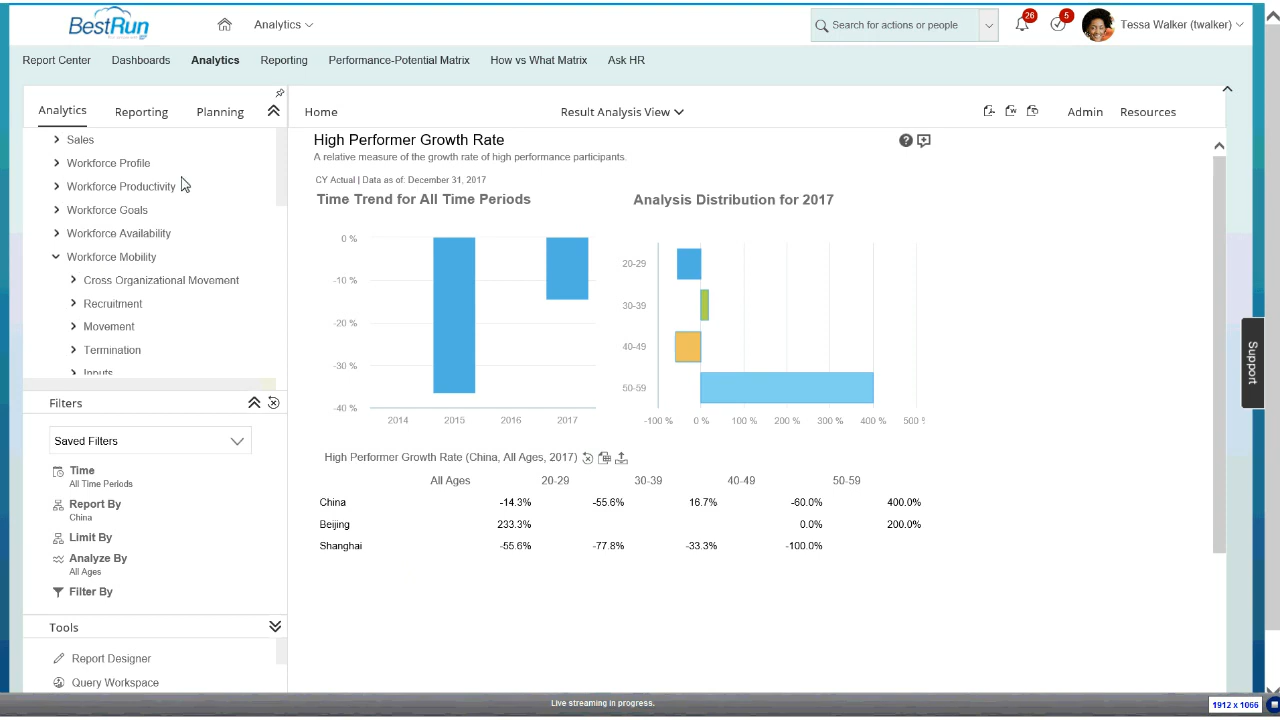 BestRun
Analytics
Search for actions or people
26
5
Tessa Walker (twalker)
Report Center
Dashboards
Analytics
Reporting
Performance-Potential Matrix
How vs What Matrix
Ask HR
Analytics
Reporting
Planning
Home
Result Analysis View
Admin
Resources
Sales
Workforce Profile
Workforce Productivity
Workforce Goals
Workforce Availability
Workforce Mobility
Cross Organizational Movement
Recruitment
Movement
Termination
Inputs
Filters
Saved Filters
Time
All Time Periods
Report By
China
Limit By
Analyze By
All Ages
Filter By
Tools
Report Designer
Query Workspace
High Performer Growth Rate
A relative measure of the growth rate of high performance participants.
CY Actual | Data as of: December 31, 2017
Time Trend for All Time Periods
0 %
-10 %
-20 %
-30 %
-40 %
2014 2015 2016 2017
Analysis Distribution for 2017
20-29
30-39
40-49
50-59
-100 % 0 % 100 % 200 % 300 % 400 % 500 %
High Performer Growth Rate (China, All Ages, 2017)
All Ages 20-29 30-39 40-49 50-59
China -14.3% -55.6% 16.7% -60.0% 400.0%
Beijing 233.3% 0.0% 200.0%
Shanghai -55.6% -77.8% -33.3% -100.0%
Support
Live streaming in progress.
1912 x 1066